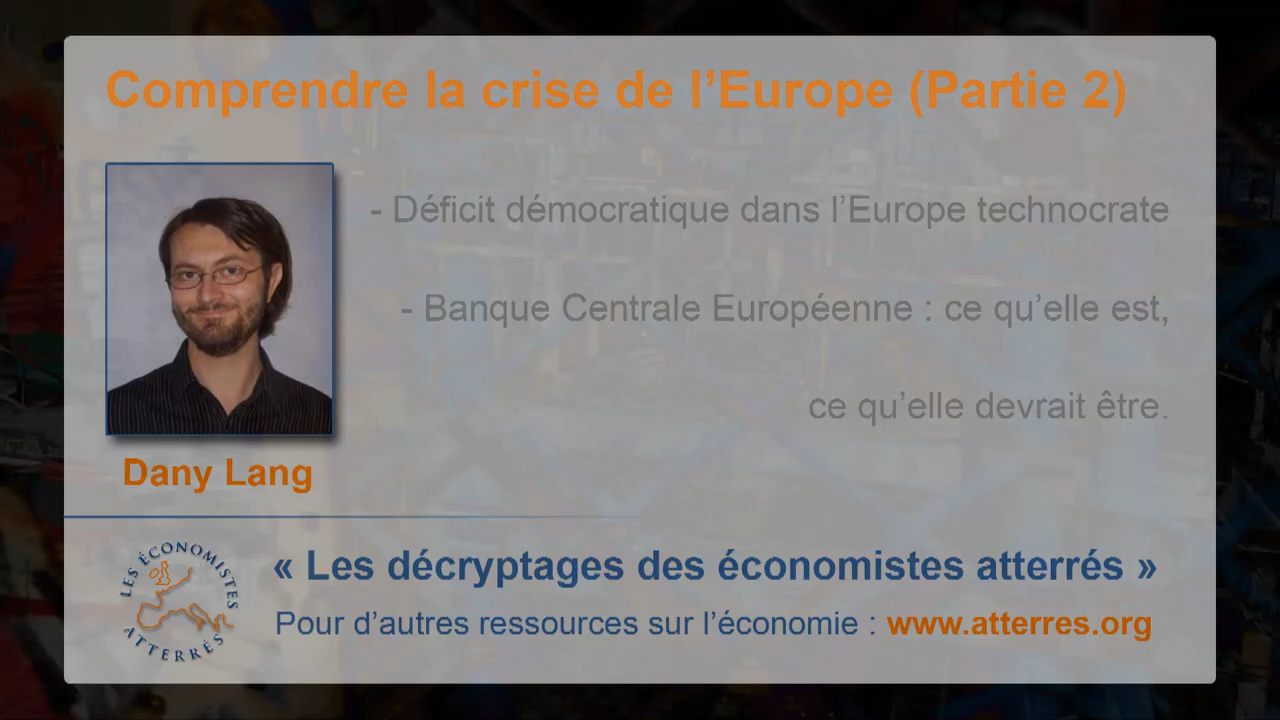 Comprendre la crise de l’Europe (Partie 2)
- Déficit démocratique dans l’Europe technocrate
- Banque Centrale Européenne : ce qu’elle est,
ce qu’elle devrait être.
Dany Lang
LES ÉCONOMISTES
ATTERRÉS
« Les décryptages des économistes atterrés »
Pour d’autres ressources sur l’économie : www.atterres.org